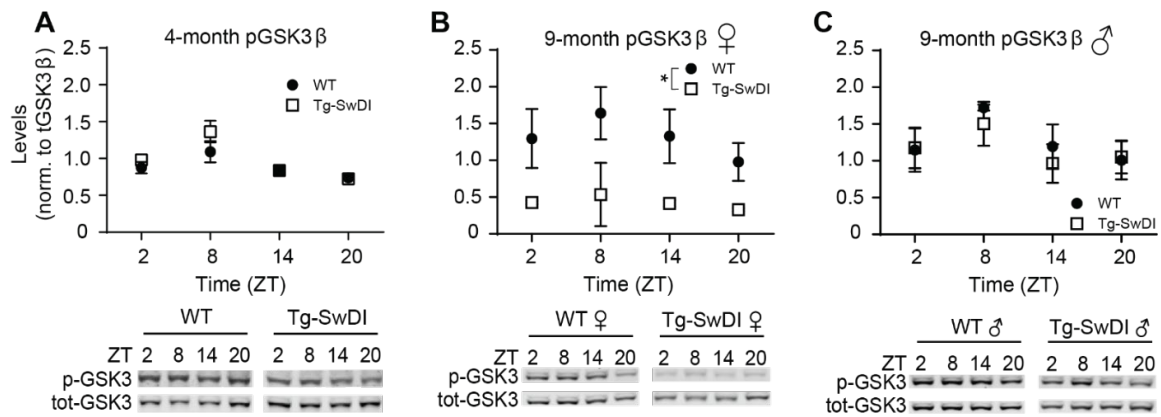 A
4-month pGSK3β
Levels
(norm. to tGSK3β)
2.5
2.0
1.5
1.0
0.5
0
WT
Tg-SwDI
2 8 14 20
Time (ZT)
WT Tg-SwDI
ZT 2 8 14 20 2 8 14 20
p-GSK3
tot-GSK3
B
9-month pGSK3β ♀
2.5
2.0
1.5
1.0
0.5
0
* WT
Tg-SwDI
2 8 14 20
Time (ZT)
WT ♀ Tg-SwDI ♀
ZT 2 8 14 20 2 8 14 20
p-GSK3
tot-GSK3
C
9-month pGSK3β ♂
2.5
2.0
1.5
1.0
0.5
0
WT
Tg-SwDI
2 8 14 20
Time (ZT)
WT ♂ Tg-SwDI ♂
ZT 2 8 14 20 2 8 14 20
p-GSK3
tot-GSK3